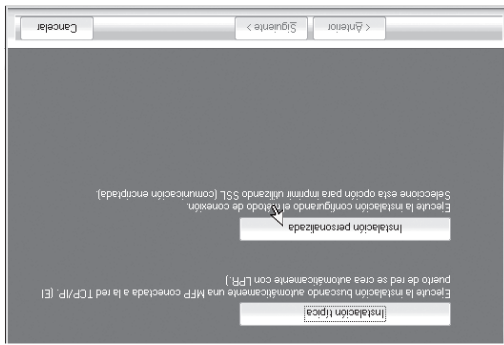 Instalación típica
Ejecute la instalación buscando automáticamente una MFP conectada a la red TCP/IP. (El
puerto de red se crea automáticamente con LPR.)
Instalación personalizada
Ejecute la instalación configurando el método de conexión.
Seleccione esta opción para imprimir utilizando SSL (comunicación encriptada).
< Anterior
Siguiente >
Cancelar